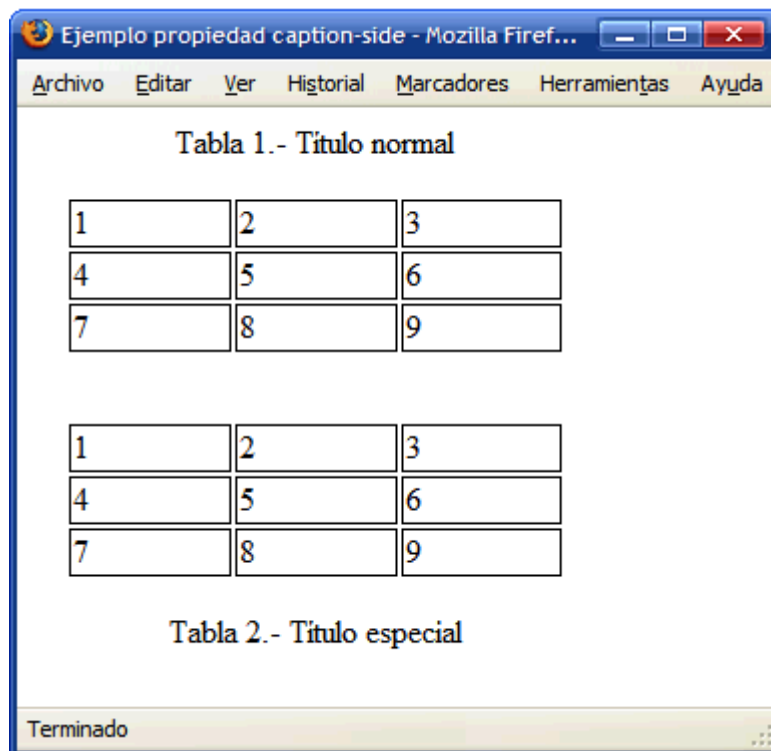 Ejemplo propiedad caption-side - Mozilla Firef...
Archivo Editar Ver Historial Marcadores Herramientas Ayuda
Tabla 1.- Título normal
1 2 3
4 5 6
7 8 9
1 2 3
4 5 6
7 8 9
Tabla 2.- Título especial
Terminado